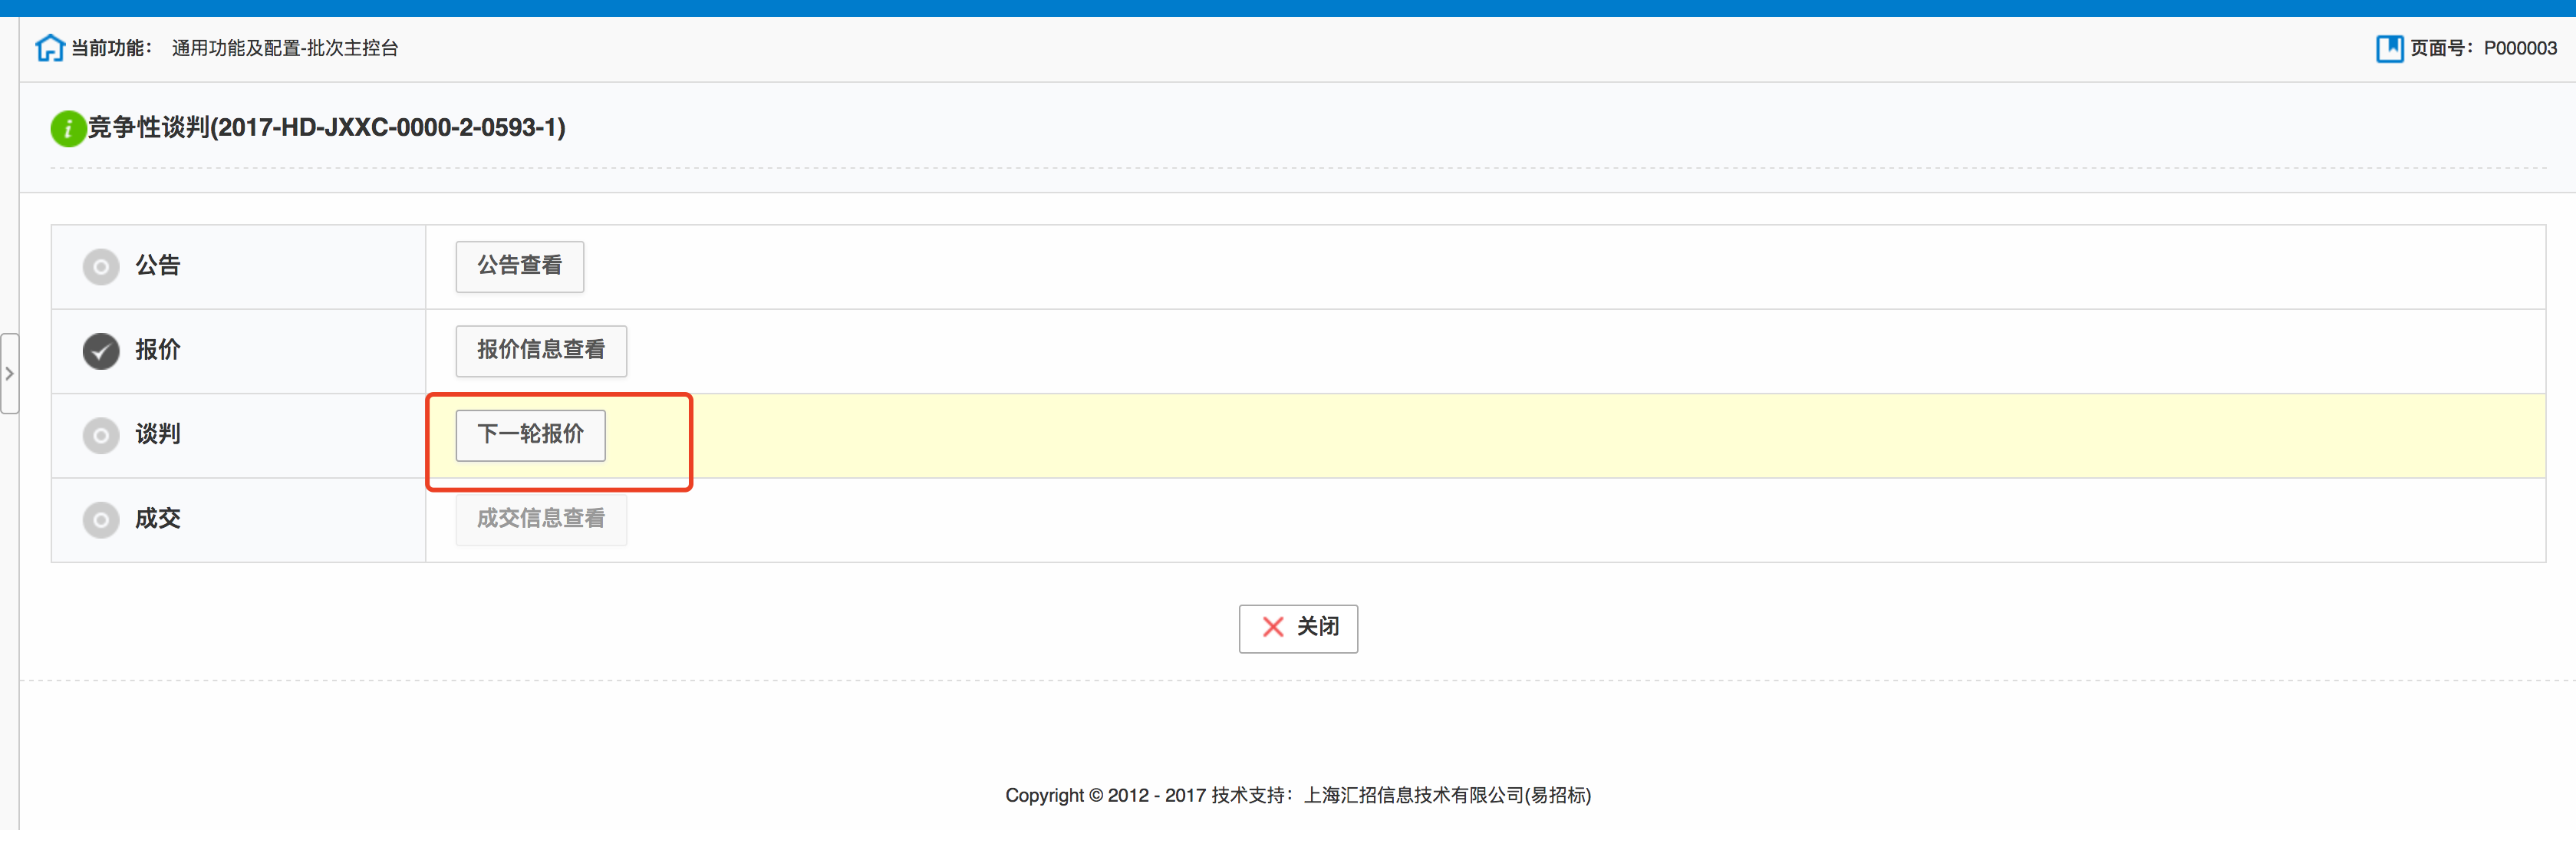 当前功能： 通用功能及配置-批次主控台 页面号：P000003
竞争性谈判(2017-HD-JXXC-0000-2-0593-1)
公告 公告查看
报价 报价信息查看
谈判 下一轮报价
成交 成交信息查看
关闭
Copyright © 2012 - 2017 技术支持：上海汇招信息技术有限公司(易招标)